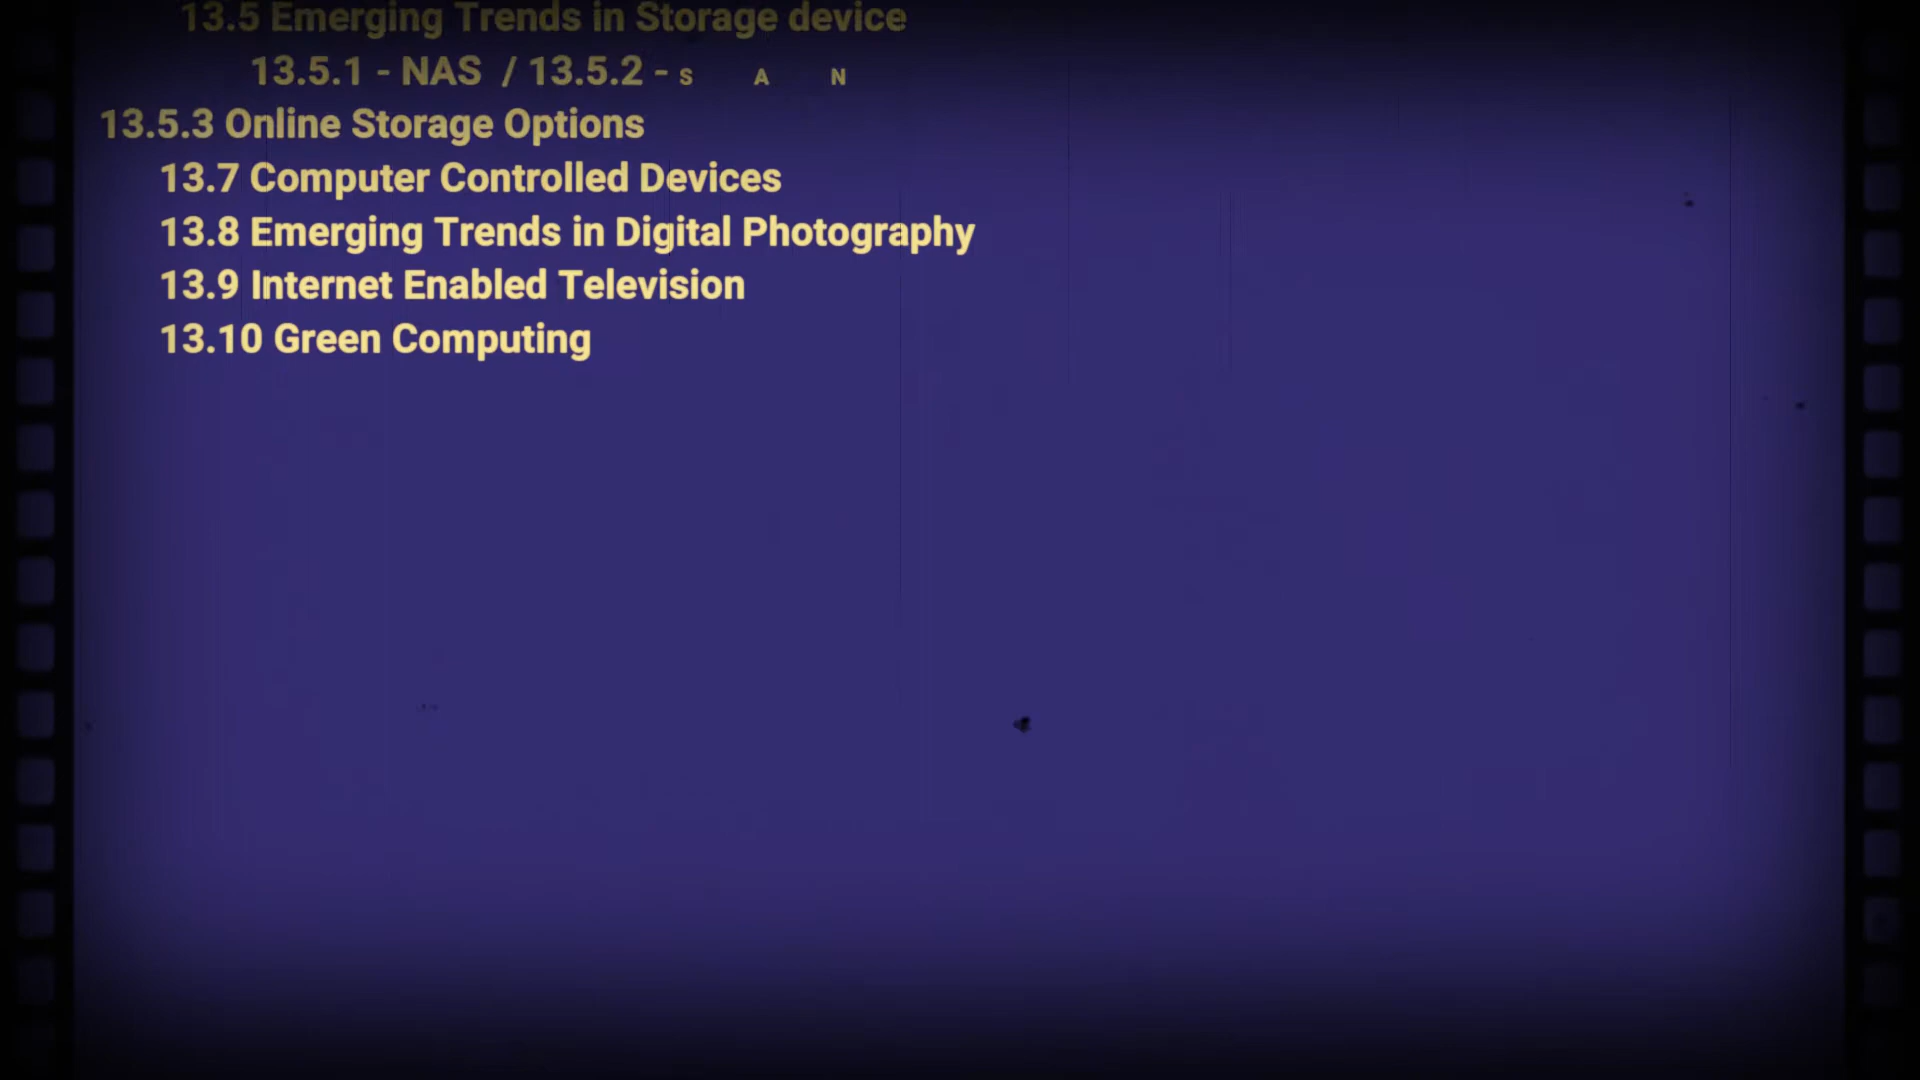 13.5 Emerging Trends in Storage device
13.5.1 - NAS / 13.5.2 - S A N
13.5.3 Online Storage Options
13.7 Computer Controlled Devices
13.8 Emerging Trends in Digital Photography
13.9 Internet Enabled Television
13.10 Green Computing